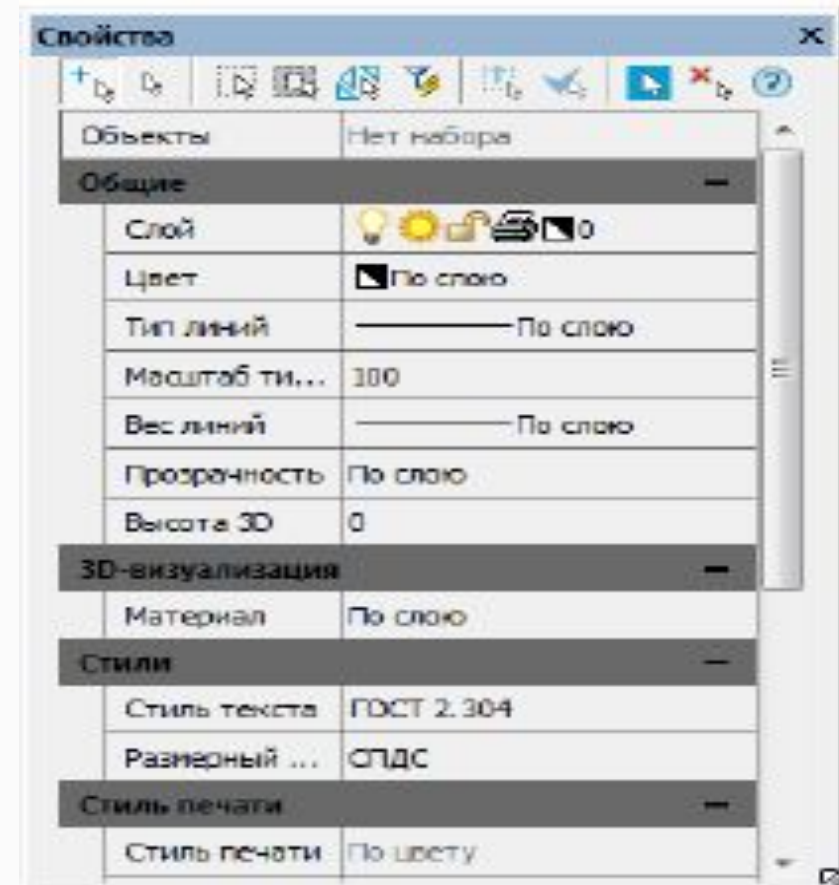 Свойства
Объекты Нет набора
Общие
Слой 0
Цвет По слою
Тип линий По слою
Масштаб ти... 100
Вес линий По слою
Прозрачность По слою
Высота 3D 0
3D-визуализация
Материал По слою
Стили
Стиль текста ГОСТ 2.304
Размерный ... СПДС
Стиль печати
Стиль печати По цвету